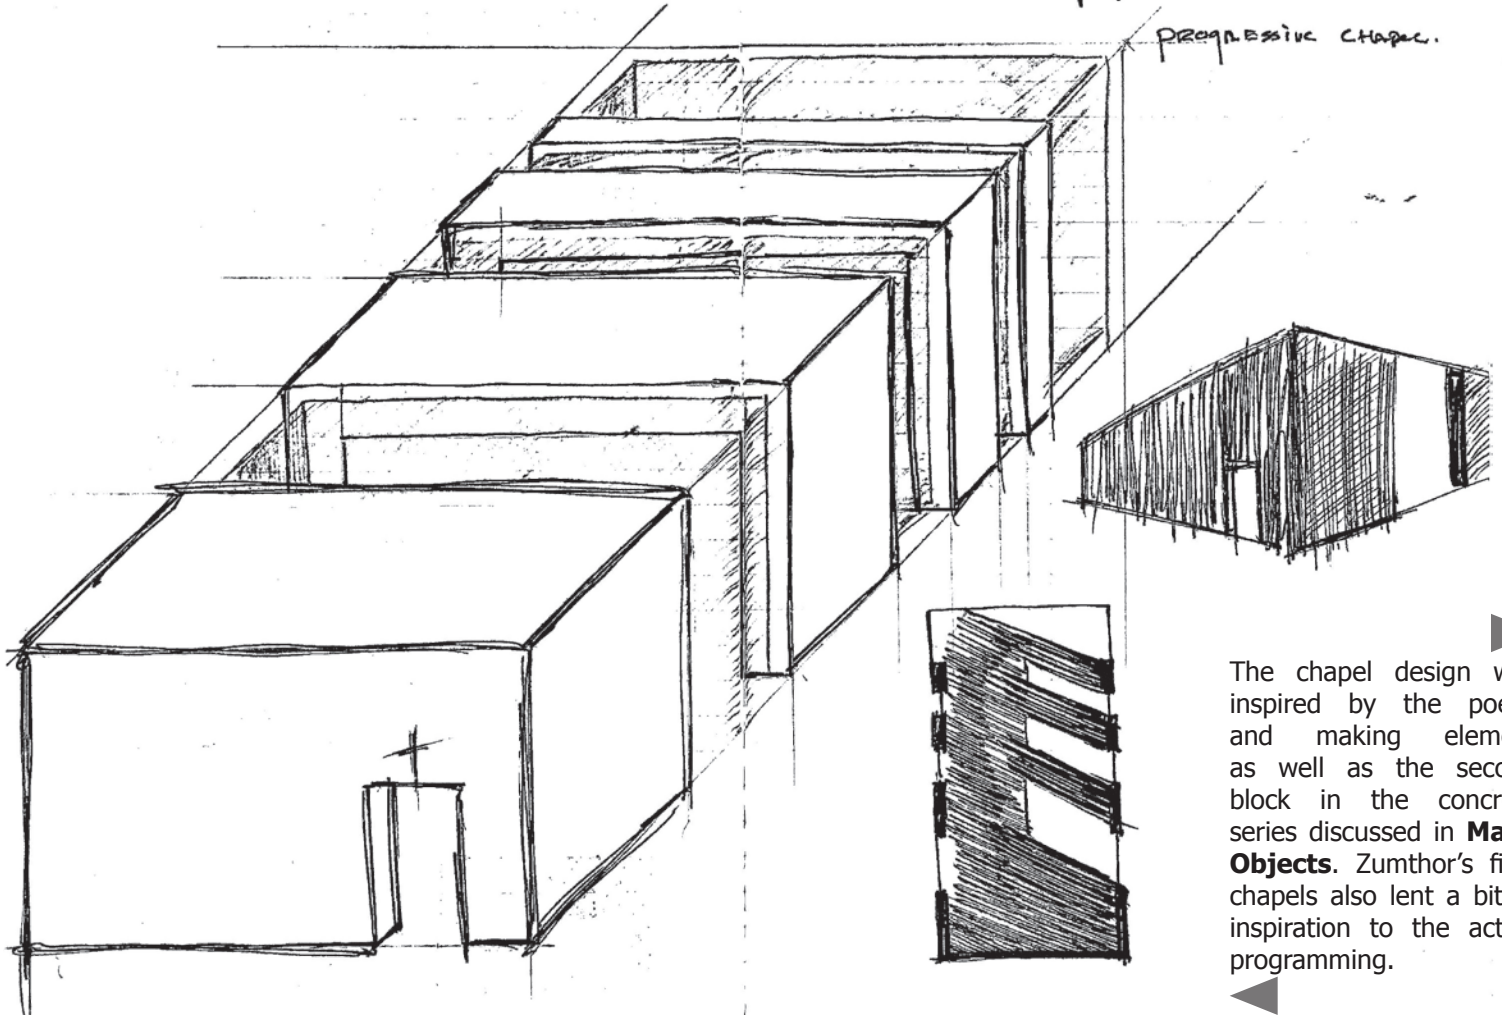 PROGRESSIVE CHAPEL.
The chapel design w
inspired by the poe
and making eleme
as well as the seco
block in the concr
series discussed in Ma
Objects. Zumthor's fi
chapels also lent a bit
inspiration to the act
programming.